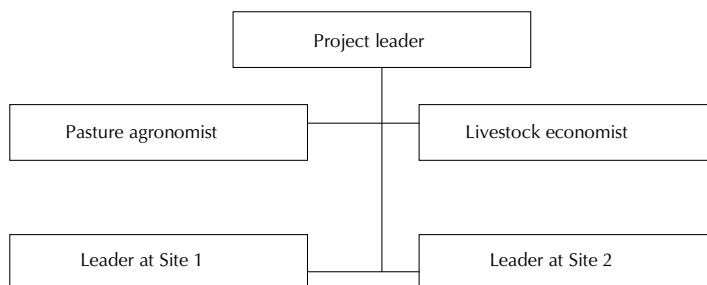 Project leader
Pasture agronomist
Livestock economist
Leader at Site 1
Leader at Site 2